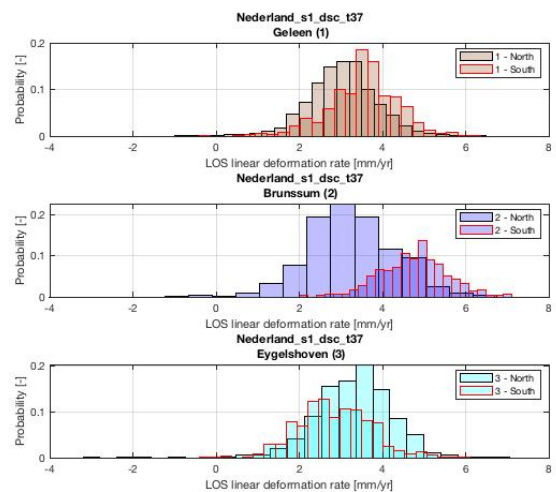 Nederland_s1_dsc_t37
Geleen (1)
Probability [-]
0.2
0.1
0
-4
-2
0
2
4
6
8
LOS linear deformation rate [mm/yr]
1 - North
1 - South
Nederland_s1_dsc_t37
Brunssum (2)
Probability [-]
0.2
0.1
0
-4
-2
0
2
4
6
8
LOS linear deformation rate [mm/yr]
2 - North
2 - South
Nederland_s1_dsc_t37
Eygelshoven (3)
Probability [-]
0.2
0.1
0
-4
-2
0
2
4
6
8
LOS linear deformation rate [mm/yr]
3 - North
3 - South